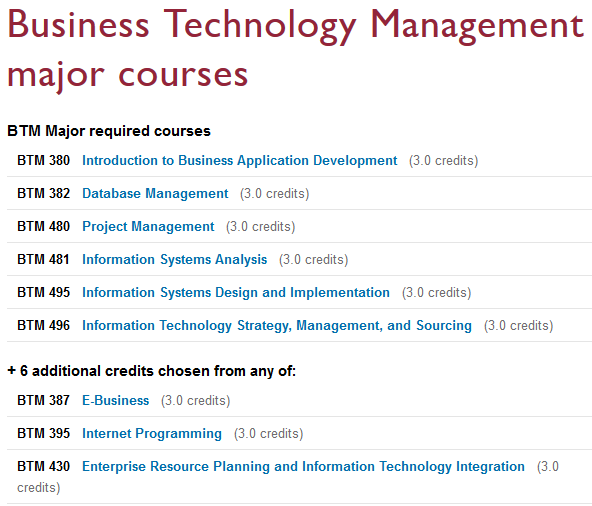 Business Technology Management
major courses
BTM Major required courses
BTM 380 Introduction to Business Application Development (3.0 credits)
BTM 382 Database Management (3.0 credits)
BTM 480 Project Management (3.0 credits)
BTM 481 Information Systems Analysis (3.0 credits)
BTM 495 Information Systems Design and Implementation (3.0 credits)
BTM 496 Information Technology Strategy, Management, and Sourcing (3.0 credits)
+ 6 additional credits chosen from any of:
BTM 387 E-Business (3.0 credits)
BTM 395 Internet Programming (3.0 credits)
BTM 430 Enterprise Resource Planning and Information Technology Integration (3.0
credits)